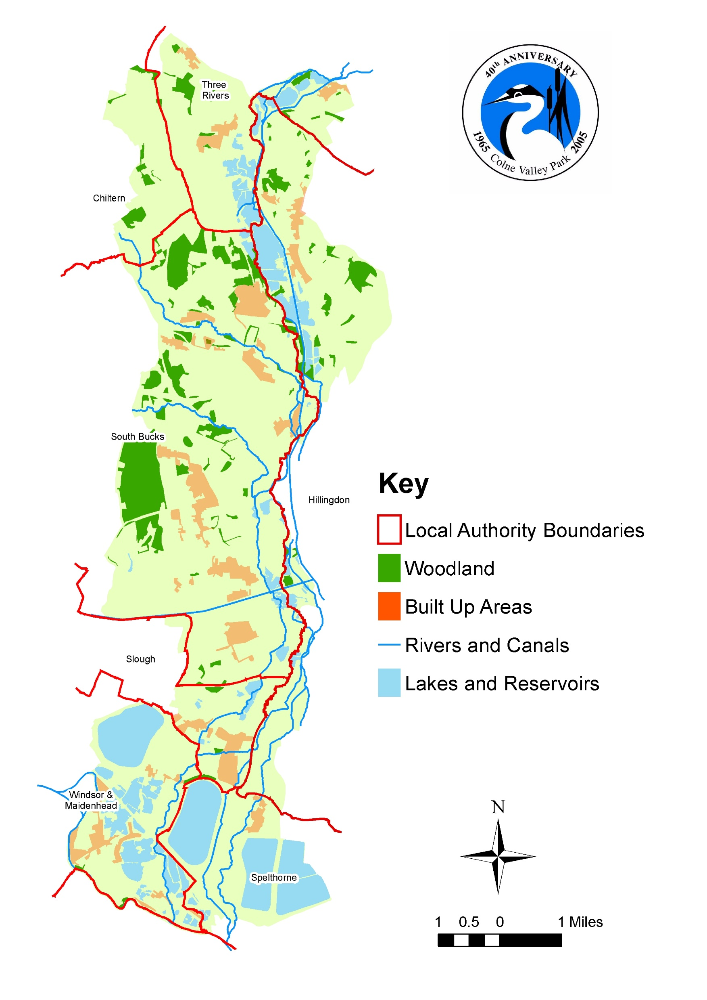 40th ANNIVERSARY
1965 Colne Valley Park 2005
Three
Rivers
Chiltern
South Bucks
Hillingdon
Slough
Windsor &
Maidenhead
Spelthorne
Key
Local Authority Boundaries
Woodland
Built Up Areas
Rivers and Canals
Lakes and Reservoirs
N
1 0.5 0 1 Miles